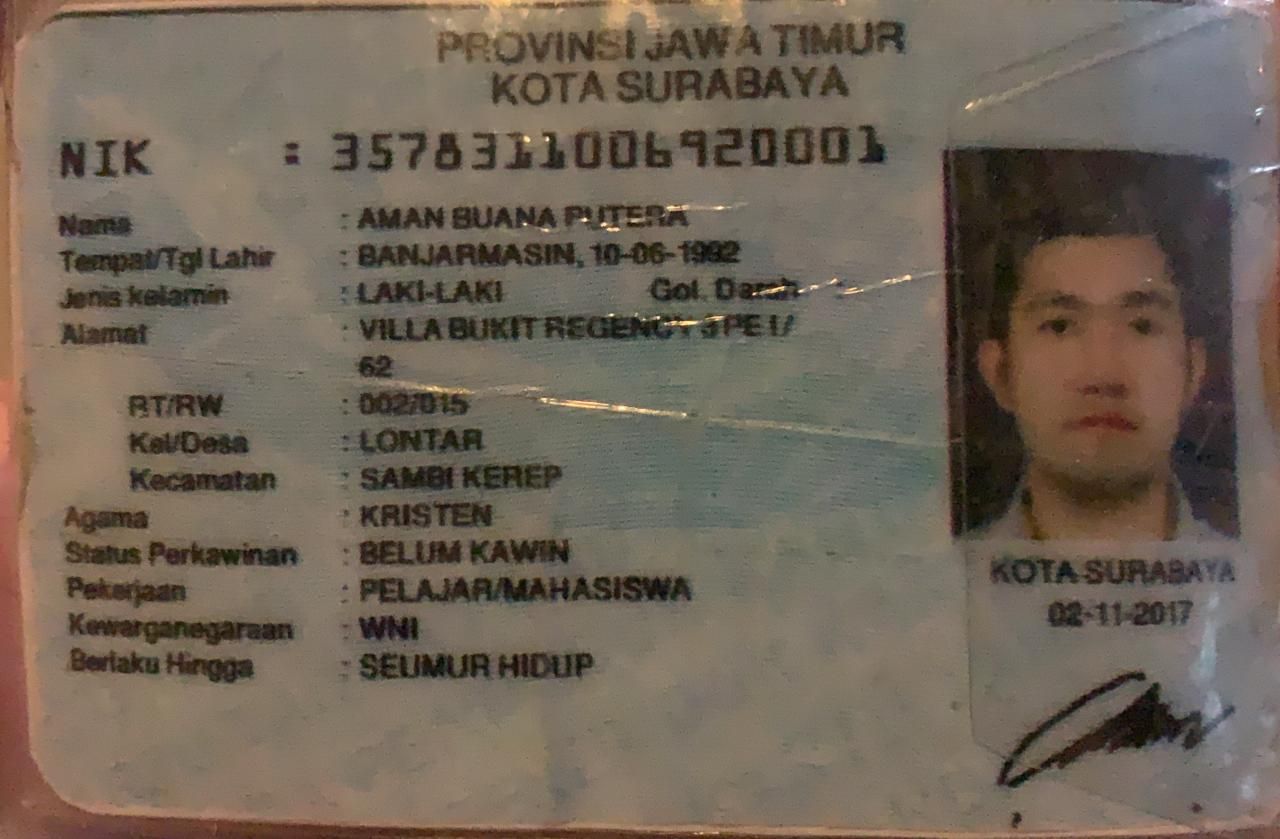 PROVINSI JAWA TIMUR
KOTA SURABAYA
NIK : 3578311006920001
Nama : AMAN BUANA PUTERA
Tempat/Tgl Lahir : BANJARMASIN, 10-06-1992
Jenis kelamin : LAKI-LAKI Gol. Darah :
Alamat : VILLA BUKIT REGENCY
62
RT/RW : 002/015
Kel/Desa : LONTAR
Kecamatan : SAMBI KEREP
Agama : KRISTEN
Status Perkawinan : BELUM KAWIN
Pekerjaan : PELAJAR/MAHASISWA
Kewarganegaraan : WNI
Berlaku Hingga : SEUMUR HIDUP
KOTA SURABAYA
02-11-2017